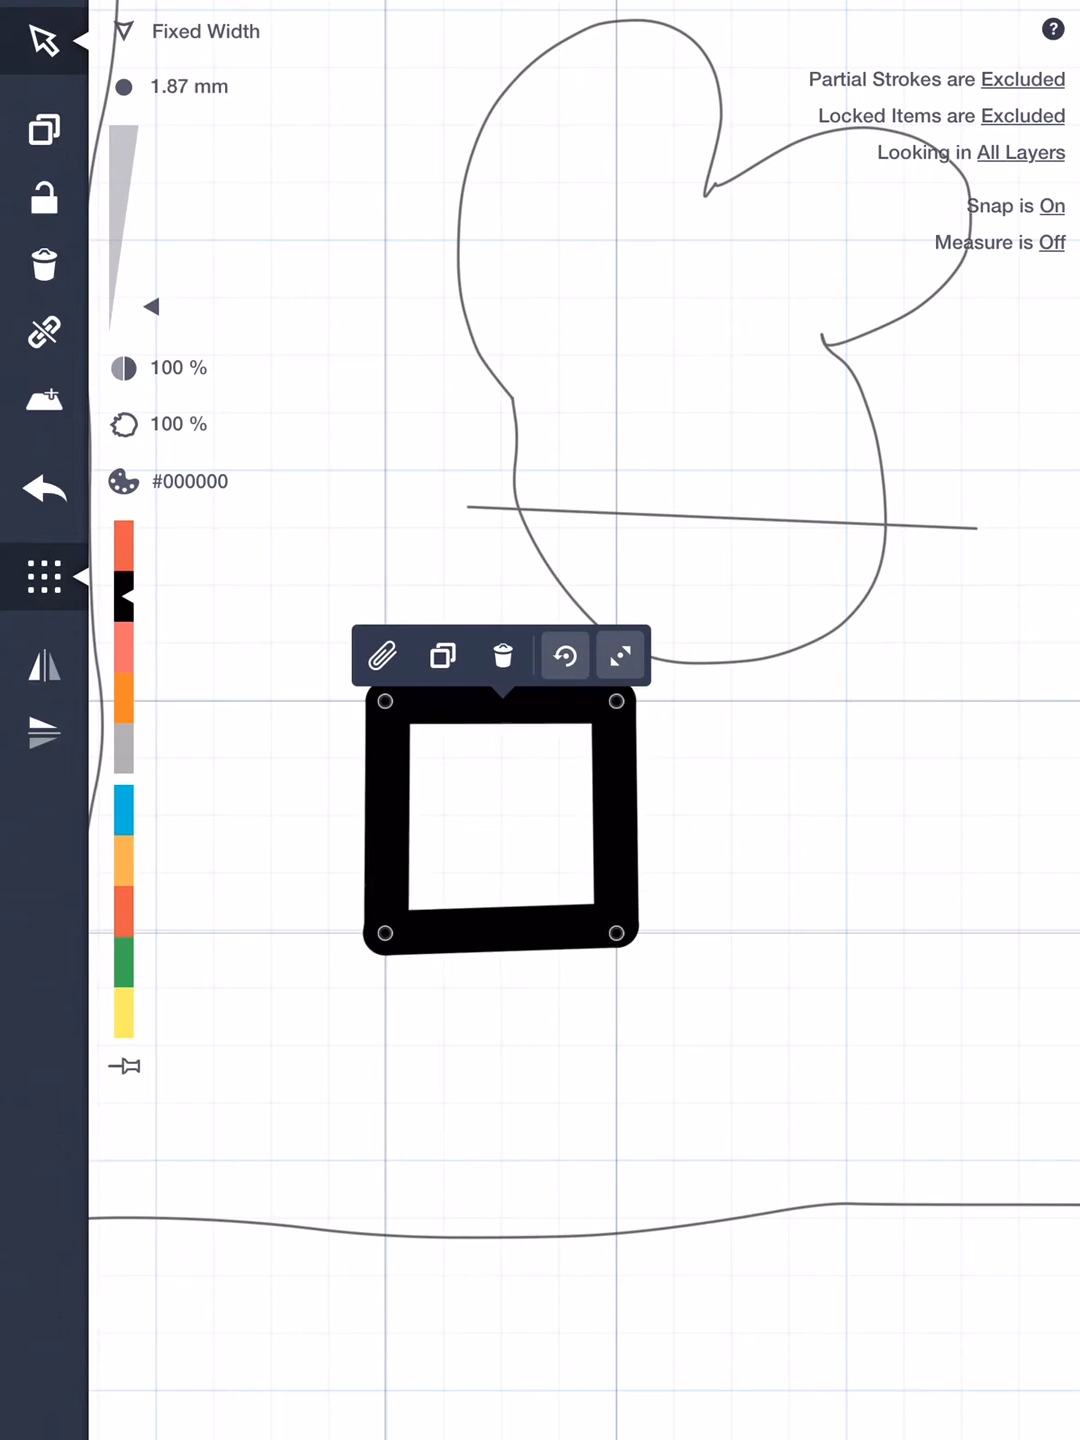 Fixed Width
1.87 mm
Partial Strokes are Excluded
Locked Items are Excluded
Looking in All Layers
Snap is On
Measure is Off
100 %
100 %
#000000
?